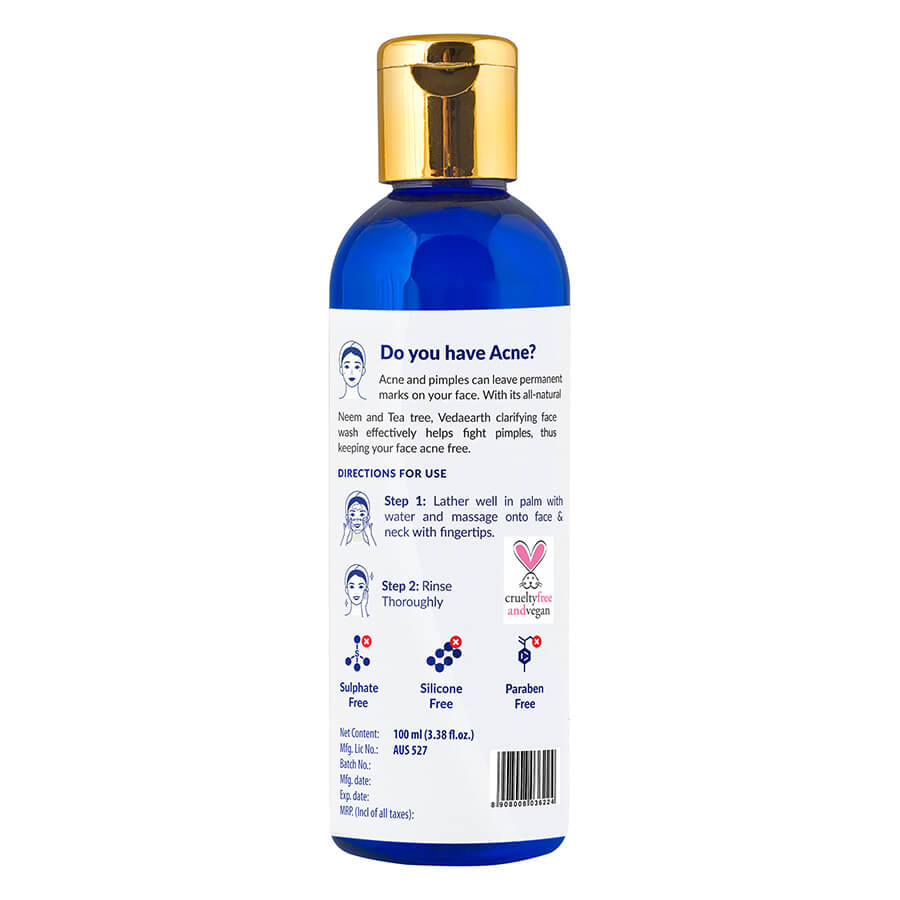 Do you have Acne?
Acne and pimples can leave permanent
marks on your face. With its all-natural
Neem and Tea tree, Vedaearth clarifying face
wash effectively helps fight pimples, thus
keeping your face acne free.
DIRECTIONS FOR USE
Step 1: Lather well in palm with
water and massage onto face &
neck with fingertips.
crueltyfree
andvegan
Step 2: Rinse
Thoroughly
S
Sulphate
Free
Silicone
Free
Paraben
Free
Net Content: 100 ml (3.38 fl.oz.)
Mfg. Lic No.: AUS 527
Batch No.:
Mfg. date:
Exp. date:
MRP. (Incl of all taxes):
8 908008 036224